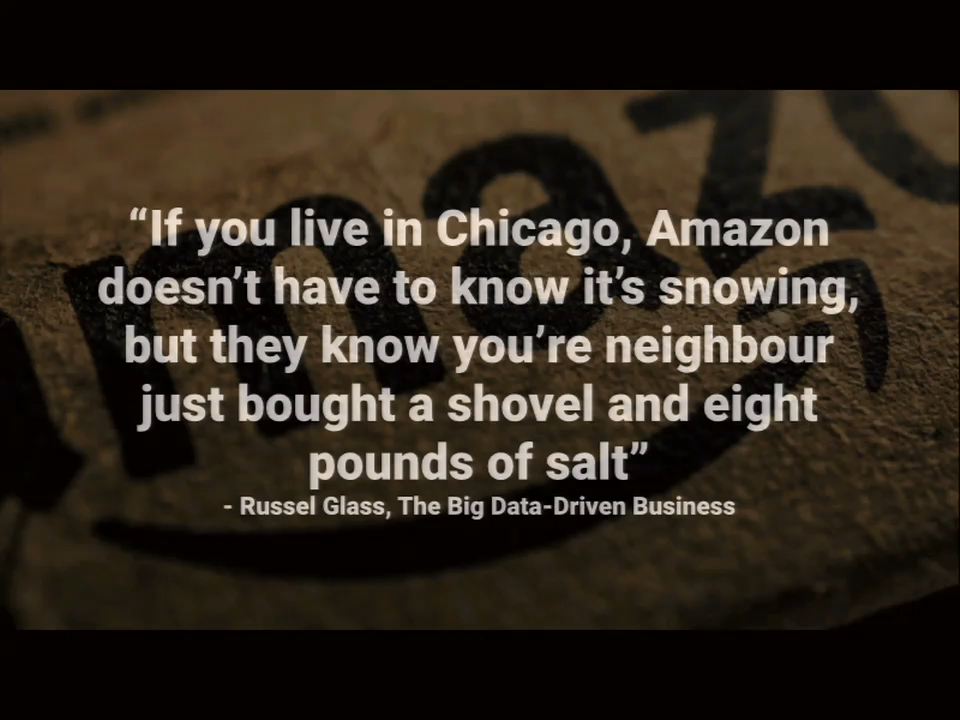 “If you live in Chicago, Amazon
doesn’t have to know it’s snowing,
but they know you’re neighbour
just bought a shovel and eight
pounds of salt”
- Russel Glass, The Big Data-Driven Business
amazo